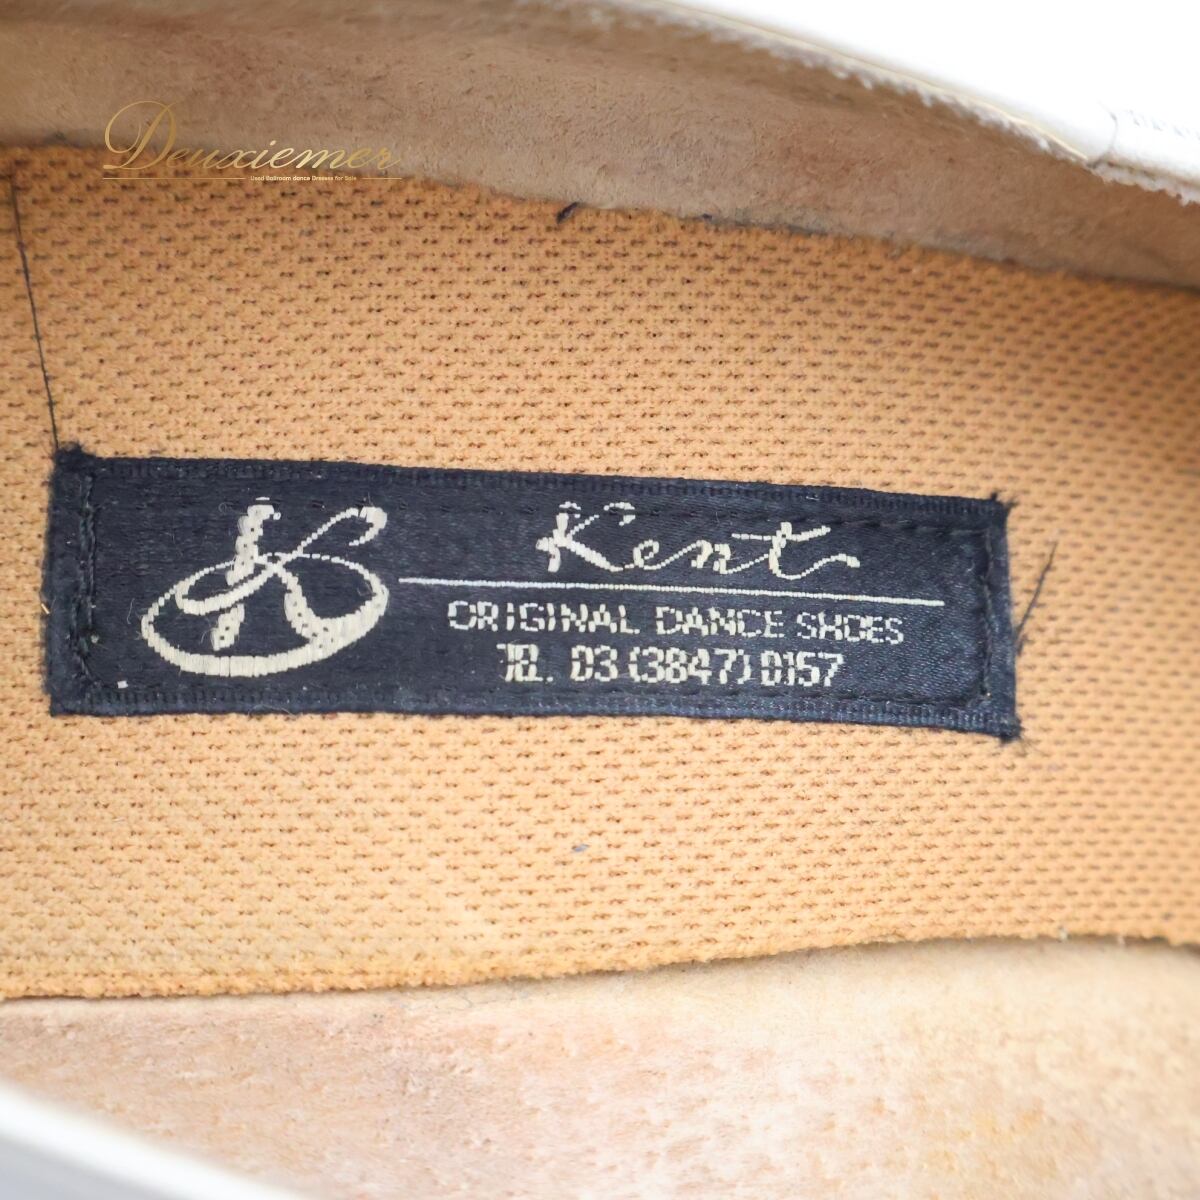 Deuxiemer
Used Ballroom dance Dresses for Sale
K
Kent
ORIGINAL DANCE SHOES
TEL. 03 (3847) 0157